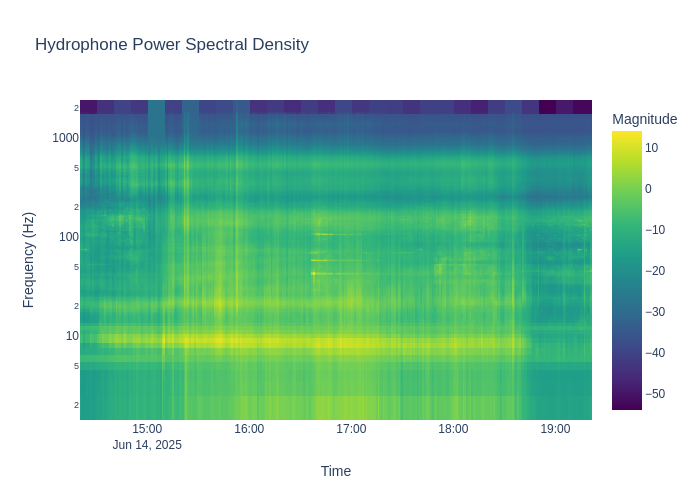 Hydrophone Power Spectral Density
Magnitude
2
1000
5
2
100
5
2
10
5
2
Frequency (Hz)
10
0
−10
−20
−30
−40
−50
15:00 16:00 17:00 18:00 19:00
Jun 14, 2025
Time